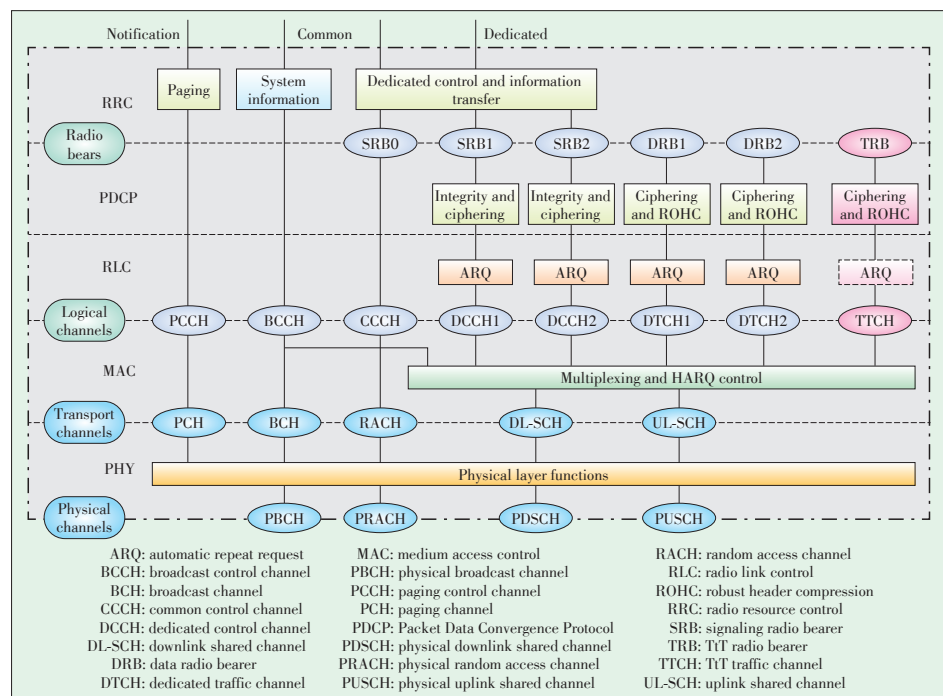 Notification Common Dedicated
Paging
System
information
Dedicated control and information
transfer
RRC
Radio
bears
SRB0 SRB1 SRB2 DRB1 DRB2 TRB
PDCP
Integrity and
ciphering
Integrity and
ciphering
Ciphering
and ROHC
Ciphering
and ROHC
Ciphering
and ROHC
RLC
ARQ ARQ ARQ ARQ ARQ
Logical
channels
PCCH BCCH CCCH DCCH1 DCCH2 DTCH1 DTCH2 TTCH
MAC
Multiplexing and HARQ control
Transport
channels
PCH BCH RACH DL-SCH UL-SCH
PHY
Physical layer functions
Physical
channels
PBCH PRACH PDSCH PUSCH
ARQ: automatic repeat request
BCCH: broadcast control channel
BCH: broadcast channel
CCCH: common control channel
DCCH: dedicated control channel
DL-SCH: downlink shared channel
DRB: data radio bearer
DTCH: dedicated traffic channel
MAC: medium access control
PBCH: physical broadcast channel
PCCH: paging control channel
PCH: paging channel
PDCP: Packet Data Convergence Protocol
PDSCH: physical downlink shared channel
PRACH: physical random access channel
PUSCH: physical uplink shared channel
RACH: random access channel
RLC: radio link control
ROHC: robust header compression
RRC: radio resource control
SRB: signaling radio bearer
TRB: TtT radio bearer
TTCH: TtT traffic channel
UL-SCH: uplink shared channel